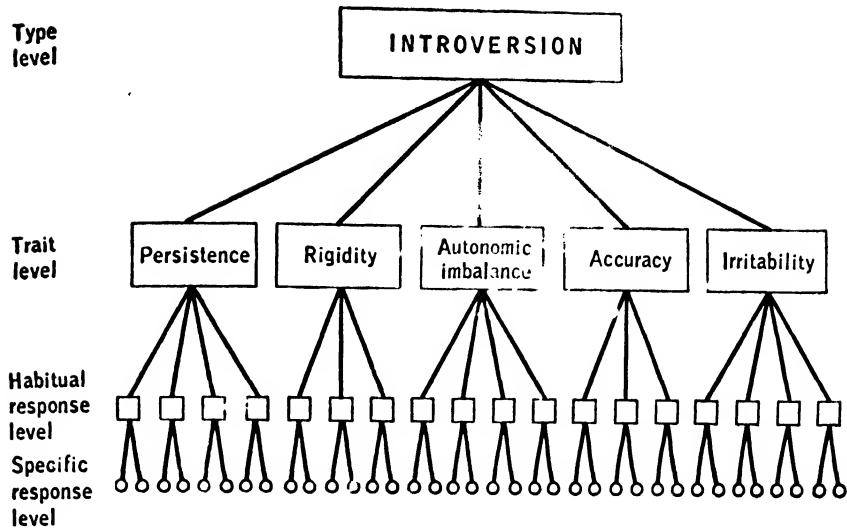 Type
level
INTROVERSION
Trait
level
Persistence
Rigidity
Autonomic
imbalance
Accuracy
Irritability
Habitual
response
level
Specific
response
level